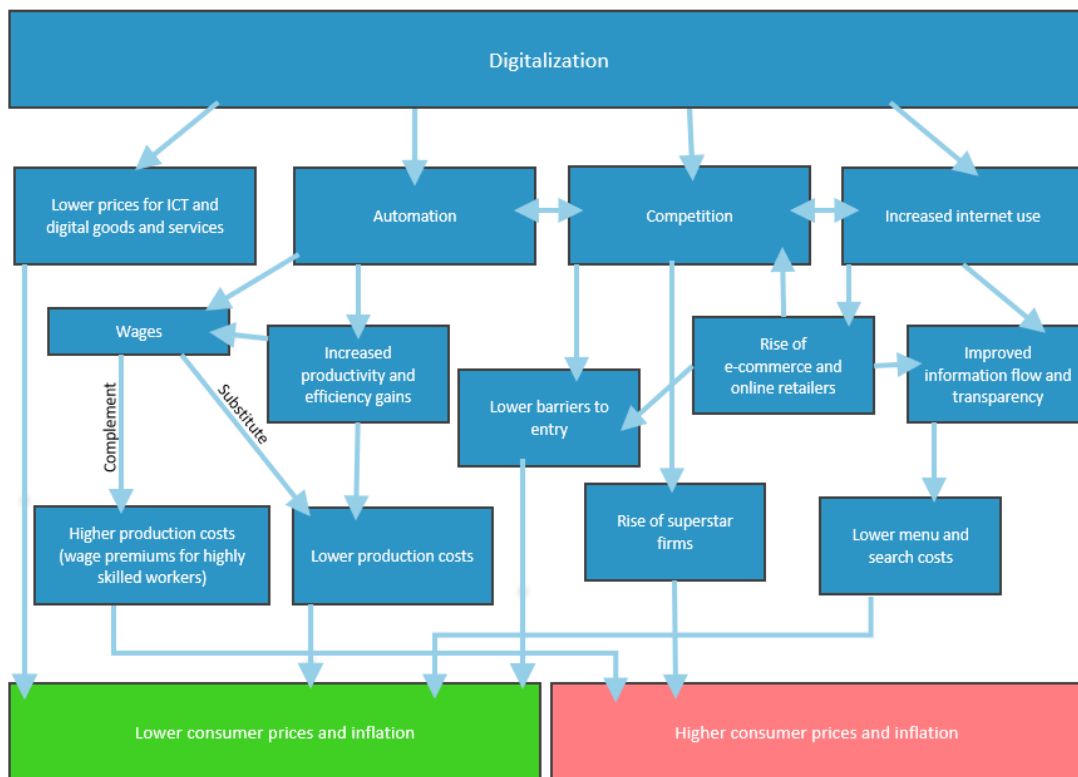 Digitalization
Lower prices for ICT and
digital goods and services
Automation
Competition
Increased internet use
Wages
Increased
productivity and
efficiency gains
Rise of
e-commerce and
online retailers
Improved
information flow and
transparency
Complement
Substitute
Lower barriers to
entry
Higher production costs
(wage premiums for highly
skilled workers)
Lower production costs
Rise of superstar
firms
Lower menu and
search costs
Lower consumer prices and inflation
Higher consumer prices and inflation